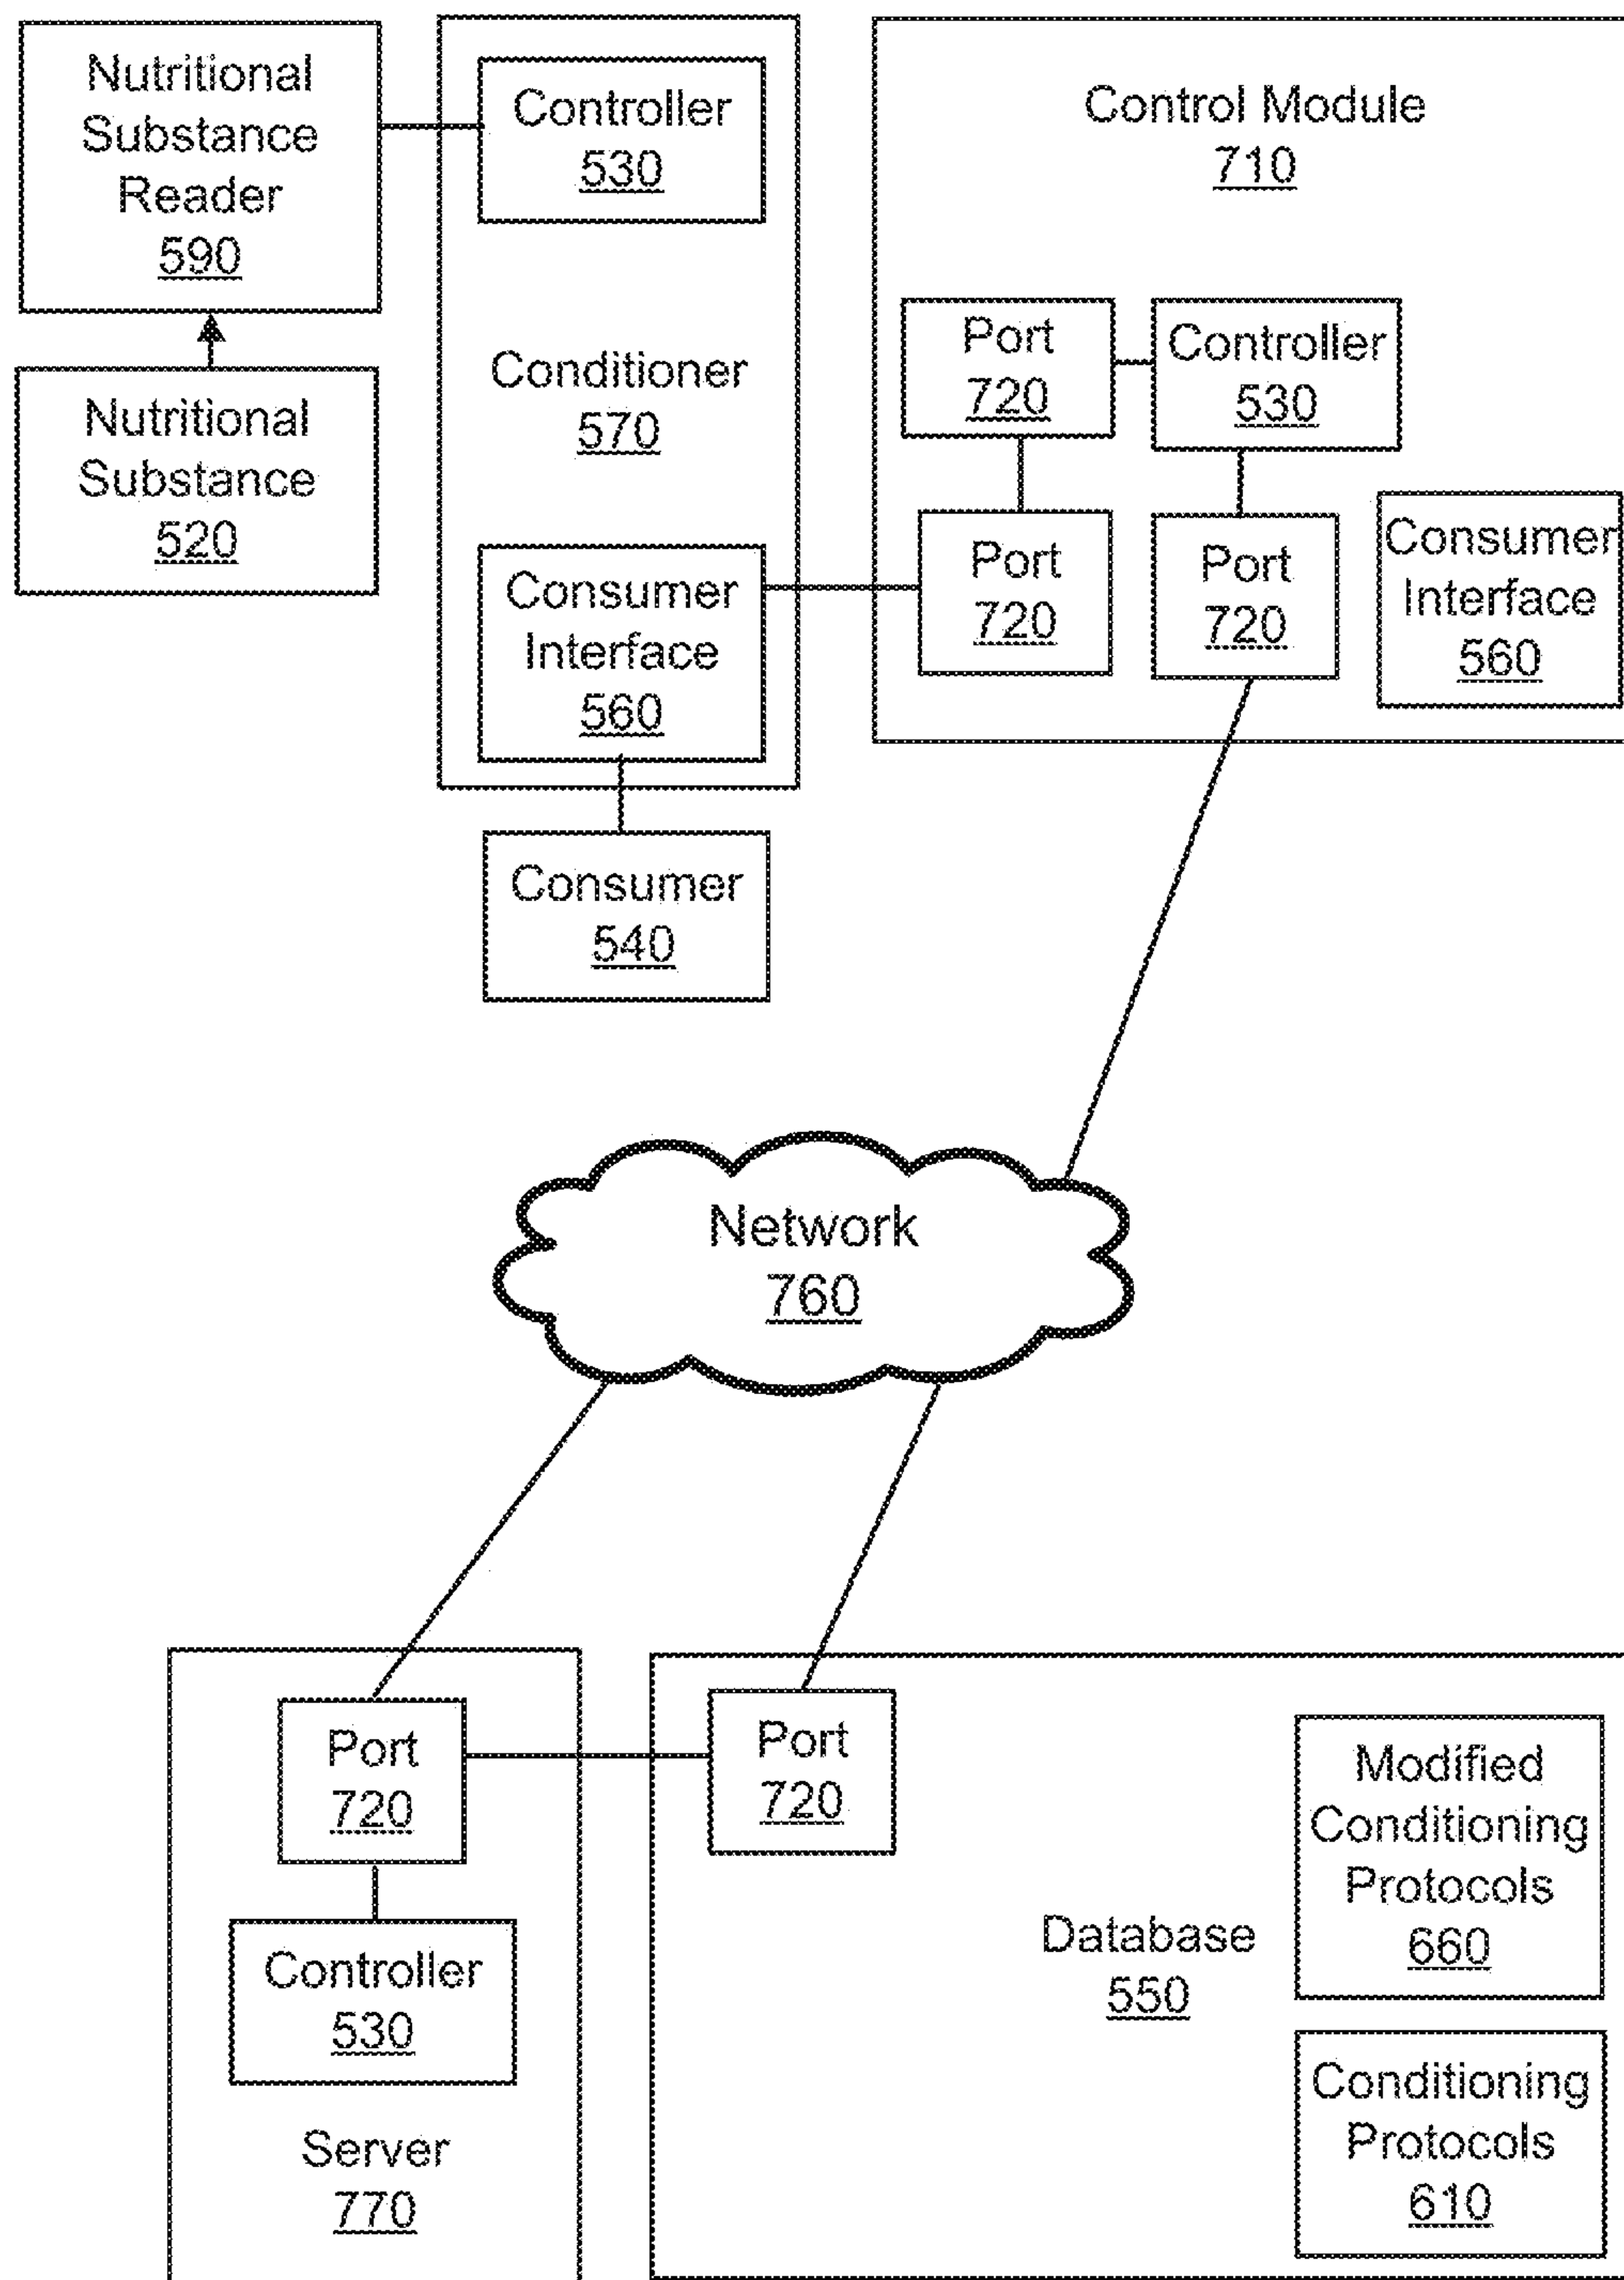 Nutritional
Substance
Reader
590
Nutritional
Substance
520
Controller
530
Conditioner
570
Consumer
Interface
560
Consumer
540
Control Module
710
Port
720
Controller
530
Port
720
Port
720
Consumer
Interface
560
Network
760
Port
720
Controller
530
Server
770
Port
720
Database
550
Modified
Conditioning
Protocols
660
Conditioning
Protocols
610